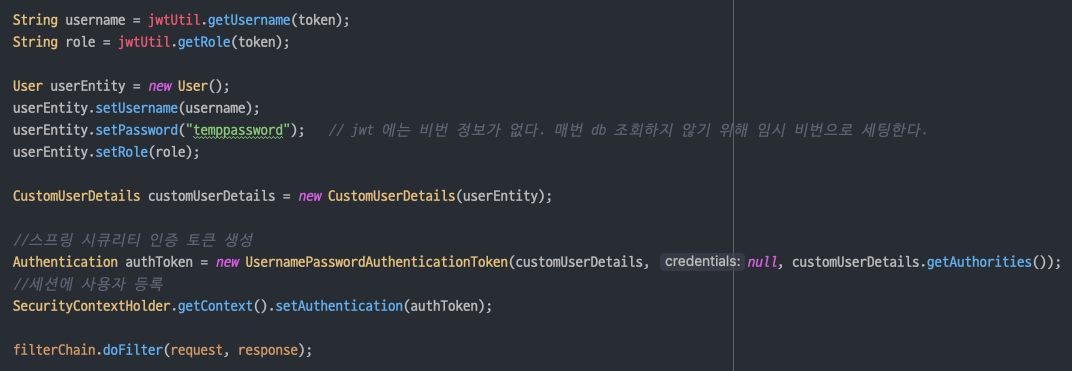 String username = jwtUtil.getUsername(token);
String role = jwtUtil.getRole(token);
User userEntity = new User();
userEntity.setUsername(username);
userEntity.setPassword("temppassword");   // jwt 에는 비번 정보가 없다. 매번 db 조회하지 않기 위해 임시 비번으로 세팅한다.
userEntity.setRole(role);
CustomUserDetails customUserDetails = new CustomUserDetails(userEntity);
//스프링 시큐리티 인증 토큰 생성
Authentication authToken = new UsernamePasswordAuthenticationToken(customUserDetails, credentials: null, customUserDetails.getAuthorities());
//세션에 사용자 등록
SecurityContextHolder.getContext().setAuthentication(authToken);
filterChain.doFilter(request, response);